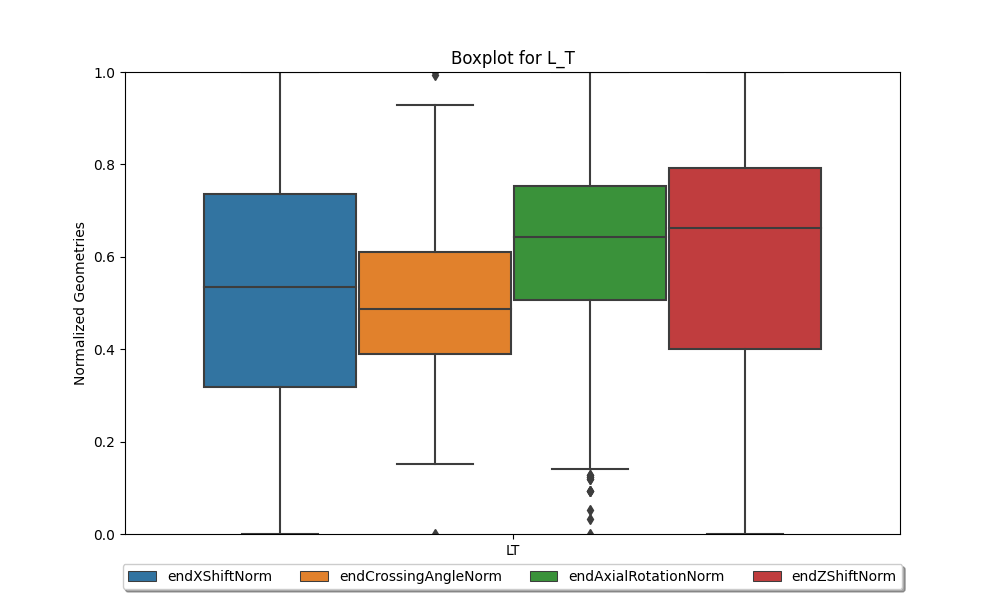 Boxplot for L_T
1.0
0.8
0.6
0.4
0.2
0.0
Normalized Geometries
LT
endXShiftNorm endCrossingAngleNorm endAxialRotationNorm endZShiftNorm